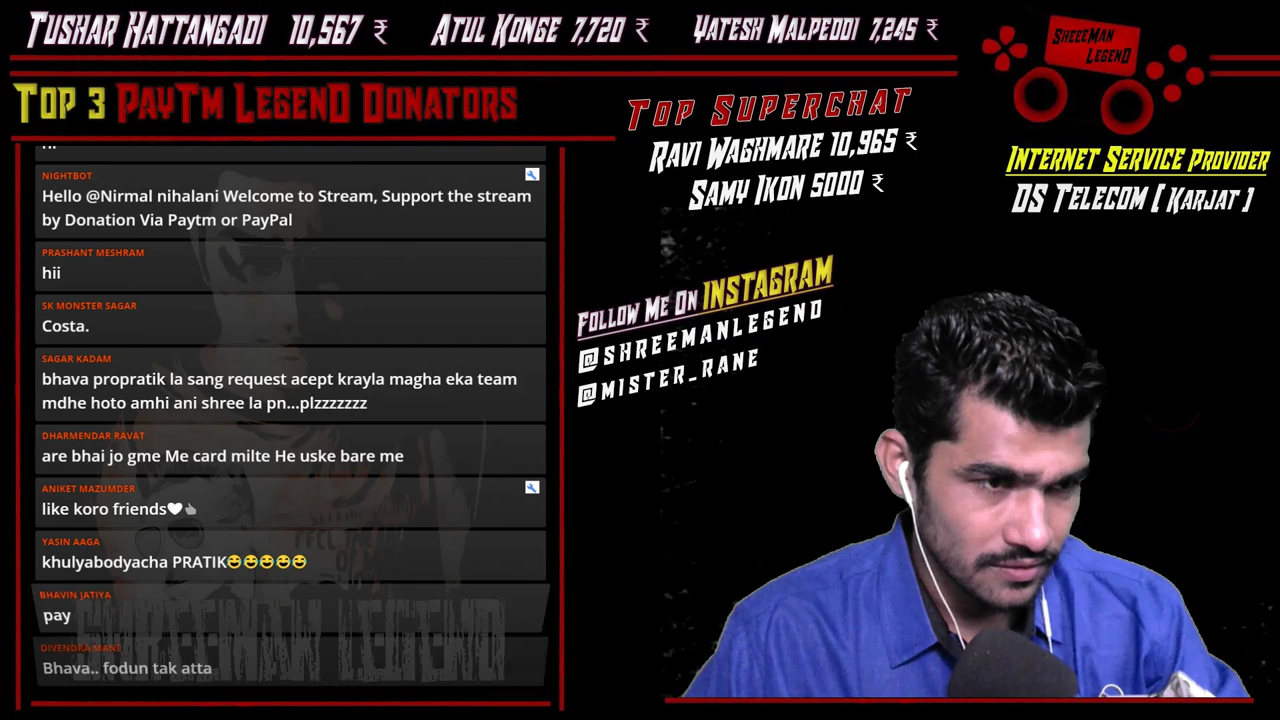 TUSHAR HATTANGADI 10,567 ₹ ATUL KONGE 7,720 ₹ YATESH MALPEDDI 7,245 ₹
SHREEMAN
LEGEND
TOP 3 PAYTM LEGEND DONATORS
TOP SUPERCHAT
RAVI WAGHMARE 10,965 ₹
SAMY IKON 5000 ₹
INTERNET SERVICE PROVIDER
DS TELECOM [ KARJAT ]
FOLLOW ME ON INSTAGRAM
@SHREEMANLEGEND
@MISTER_RANE
NIGHTBOT
Hello @Nirmal nihalani Welcome to Stream, Support the stream
by Donation Via Paytm or PayPal
PRASHANT MESHRAM
hii
SK MONSTER SAGAR
Costa.
SAGAR KADAM
bhava propratik la sang request acept krayla magha eka team
mdhe hoto amhi ani shree la pn...plzzzzzzz
DHARMENDAR RAVAT
are bhai jo gme Me card milte He uske bare me
ANIKET MAZUMDER
like koro friends🤍👍
YASIN AAGA
khulyabodyacha PRATIK😂😂😂😂😂
BHAVIN JATIYA
pay
DIVENDRA MANE
Bhava.. fodun tak atta
SHREEMAN LEGEND